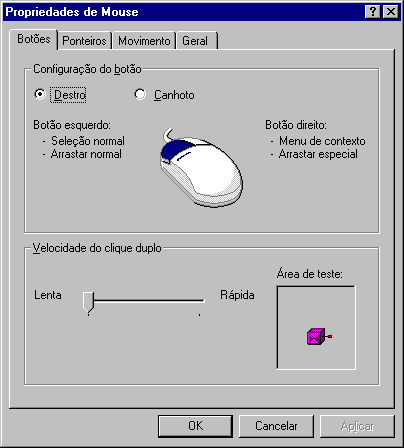 Propriedades de Mouse
Botões Ponteiros Movimento Geral
Configuração do botão
Destro Canhoto
Botão esquerdo:
- Seleção normal
- Arrastar normal
Botão direito:
- Menu de contexto
- Arrastar especial
Velocidade do clique duplo
Área de teste:
Lenta Rápida
OK Cancelar Aplicar